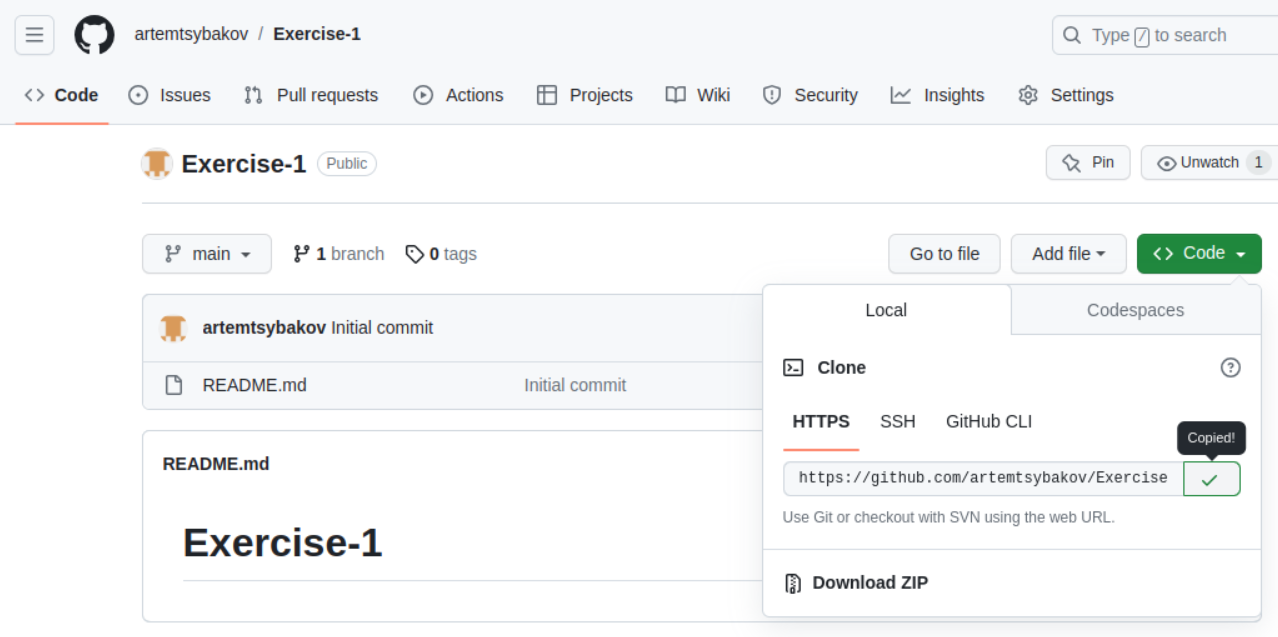 artemtsybakov / Exercise-1
Type / to search
Code Issues Pull requests Actions Projects Wiki Security Insights Settings
Exercise-1 Public
Pin Unwatch 1
main 1 branch 0 tags
Go to file Add file Code
artemtsybakov Initial commit
README.md Initial commit
README.md
Exercise-1
Local Codespaces
Clone
HTTPS SSH GitHub CLI
Copied!
https://github.com/artemtsybakov/Exercise
Use Git or checkout with SVN using the web URL.
Download ZIP